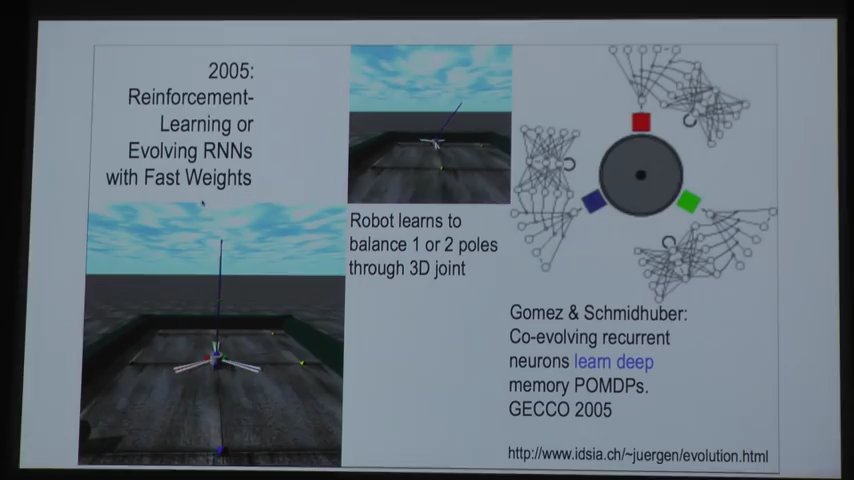 2005:
Reinforcement-
Learning or
Evolving RNNs
with Fast Weights
Robot learns to
balance 1 or 2 poles
through 3D joint
Gomez & Schmidhuber:
Co-evolving recurrent
neurons learn deep
memory POMDPs.
GECCO 2005
http://www.idsia.ch/~juergen/evolution.html